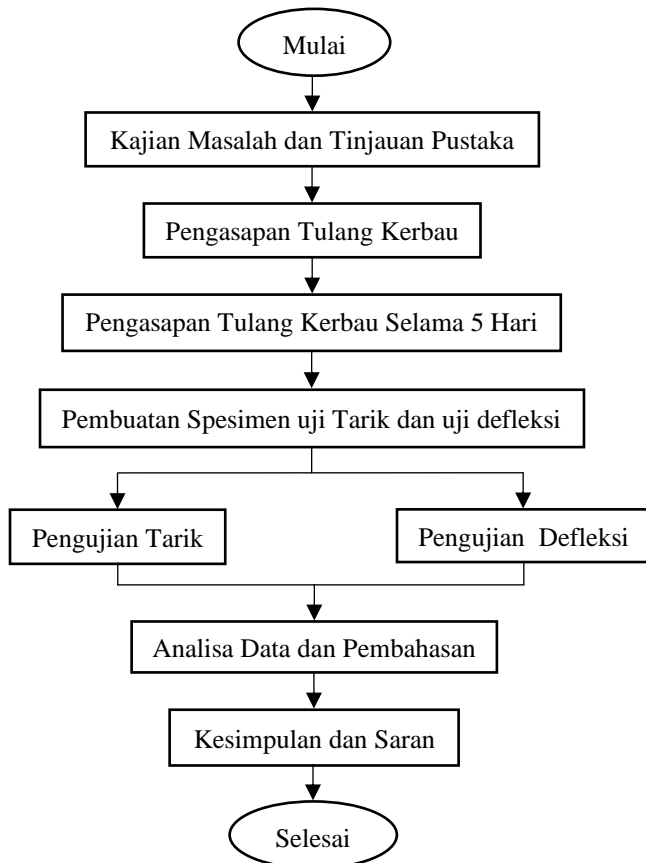 Mulai
Kajian Masalah dan Tinjauan Pustaka
Pengasapan Tulang Kerbau
Pengasapan Tulang Kerbau Selama 5 Hari
Pembuatan Spesimen uji Tarik dan uji defleksi
Pengujian Tarik
Pengujian Defleksi
Analisa Data dan Pembahasan
Kesimpulan dan Saran
Selesai